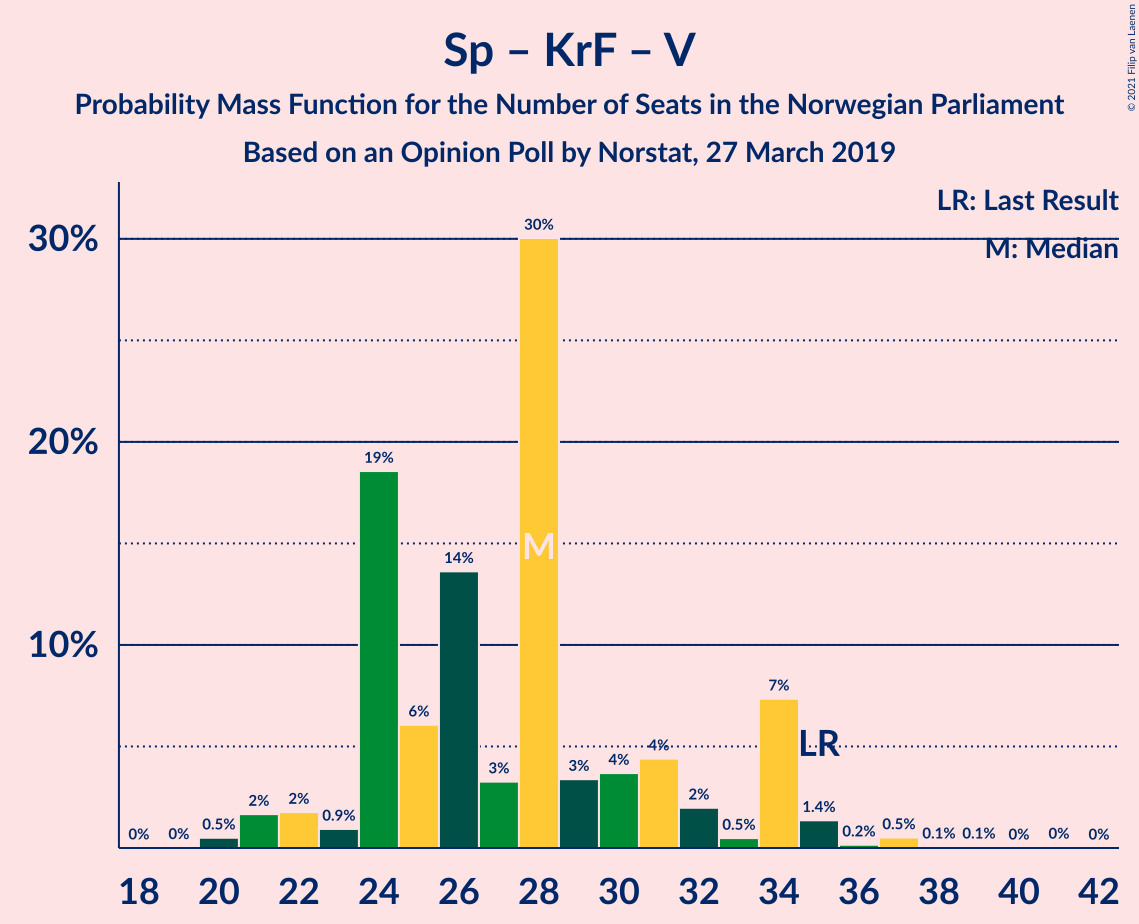 Sp – KrF – V
Probability Mass Function for the Number of Seats in the Norwegian Parliament
Based on an Opinion Poll by Norstat, 27 March 2019
© 2021 Filip van Laenen
LR: Last Result
M: Median
30%
20%
10%
0% 0% 0.5% 2% 2% 0.9% 19% 6% 14% 3% 30% 3% 4% 4% 2% 0.5% 7% 1.4% 0.2% 0.5% 0.1% 0.1% 0% 0% 0%
M
LR
18 20 22 24 26 28 30 32 34 36 38 40 42